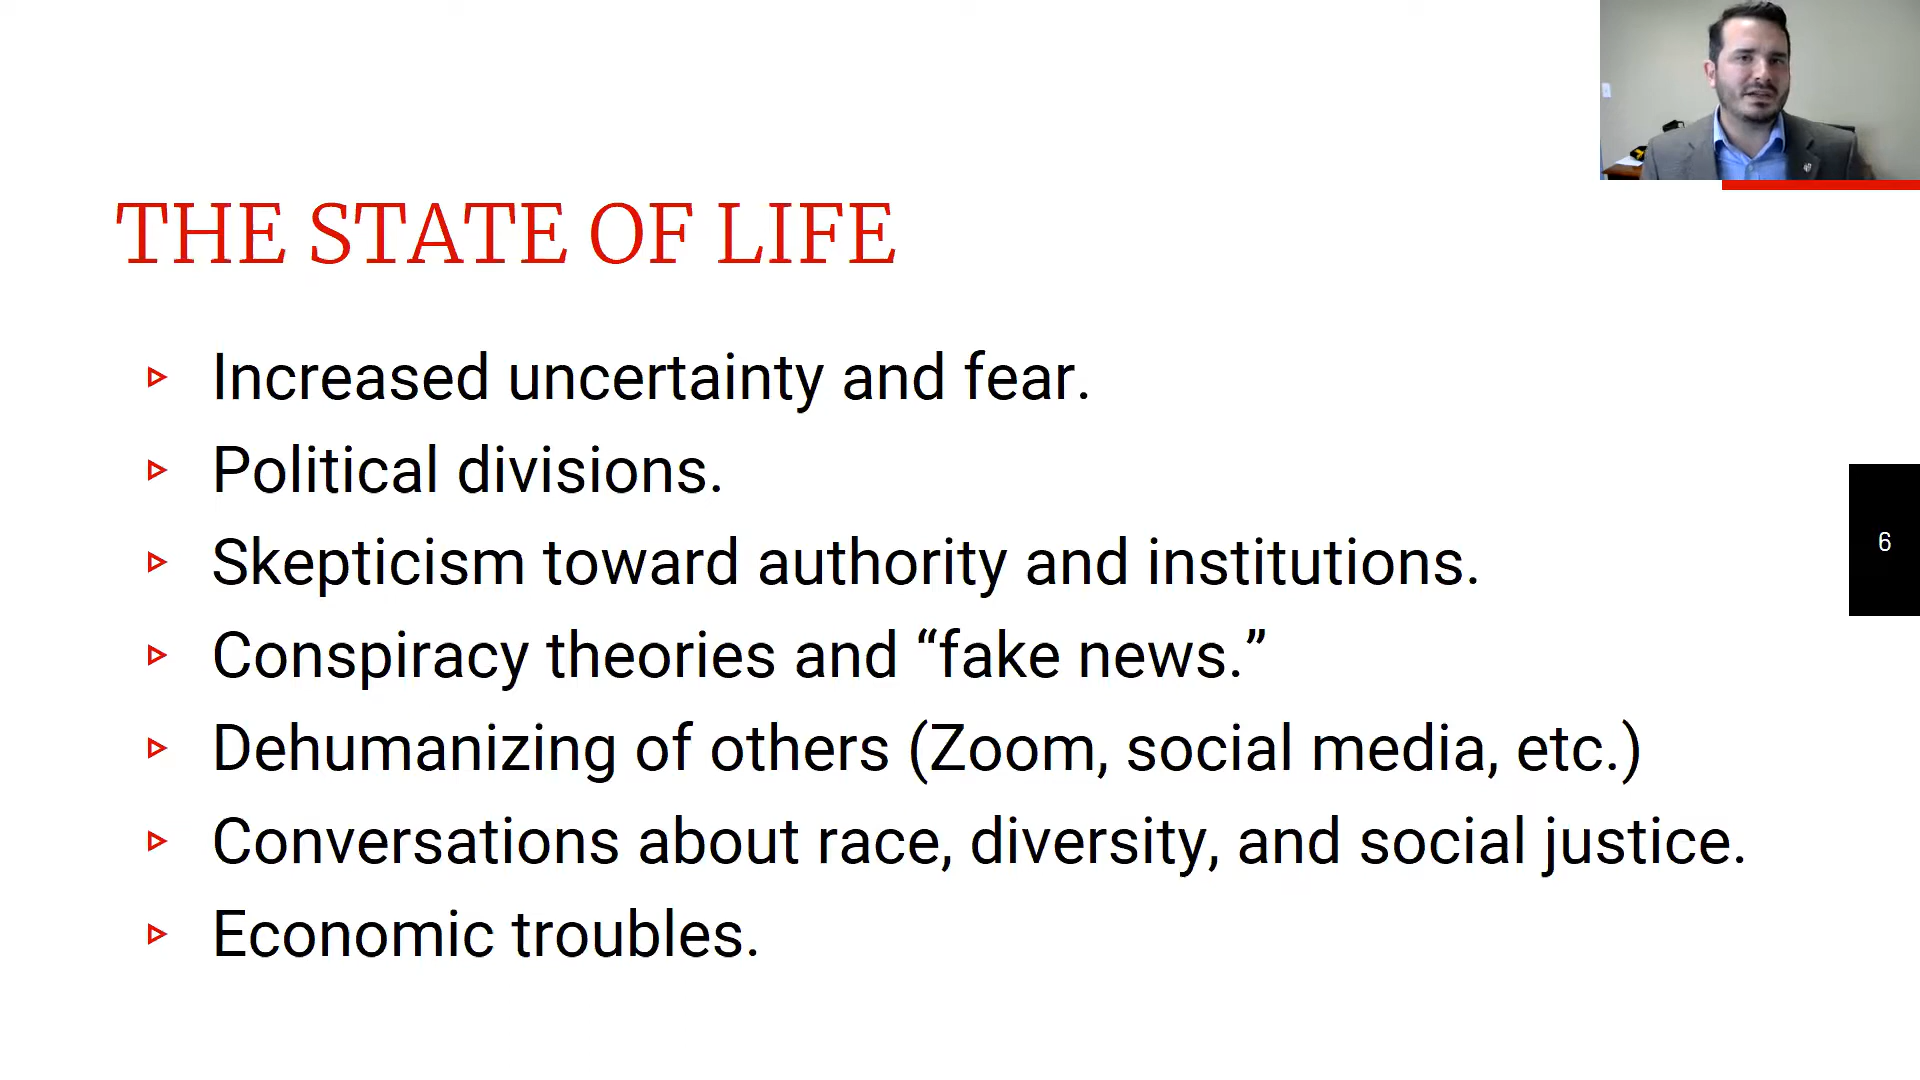 THE STATE OF LIFE
Increased uncertainty and fear.
Political divisions.
Skepticism toward authority and institutions.
Conspiracy theories and “fake news.”
Dehumanizing of others (Zoom, social media, etc.)
Conversations about race, diversity, and social justice.
Economic troubles.
6